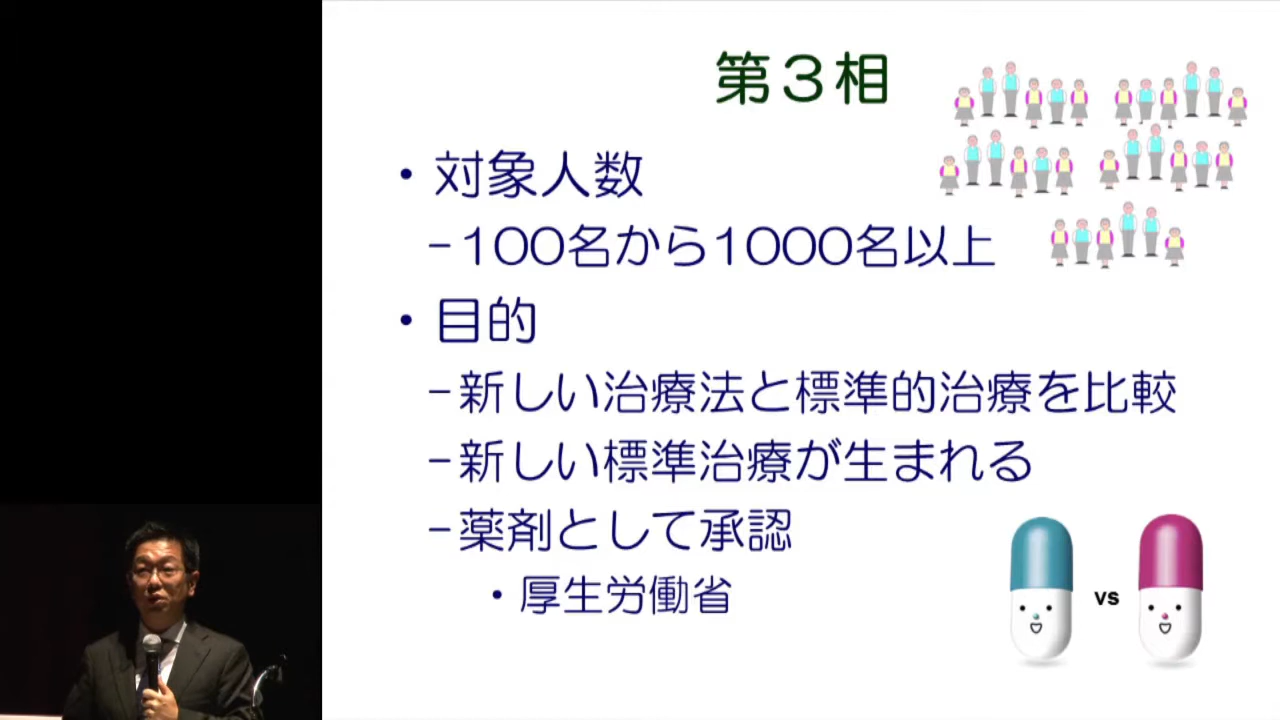 第3相
・対象人数
－100名から1000名以上
・目的
－新しい治療法と標準的治療を比較
－新しい標準治療が生まれる
－薬剤として承認
・厚生労働省
vs